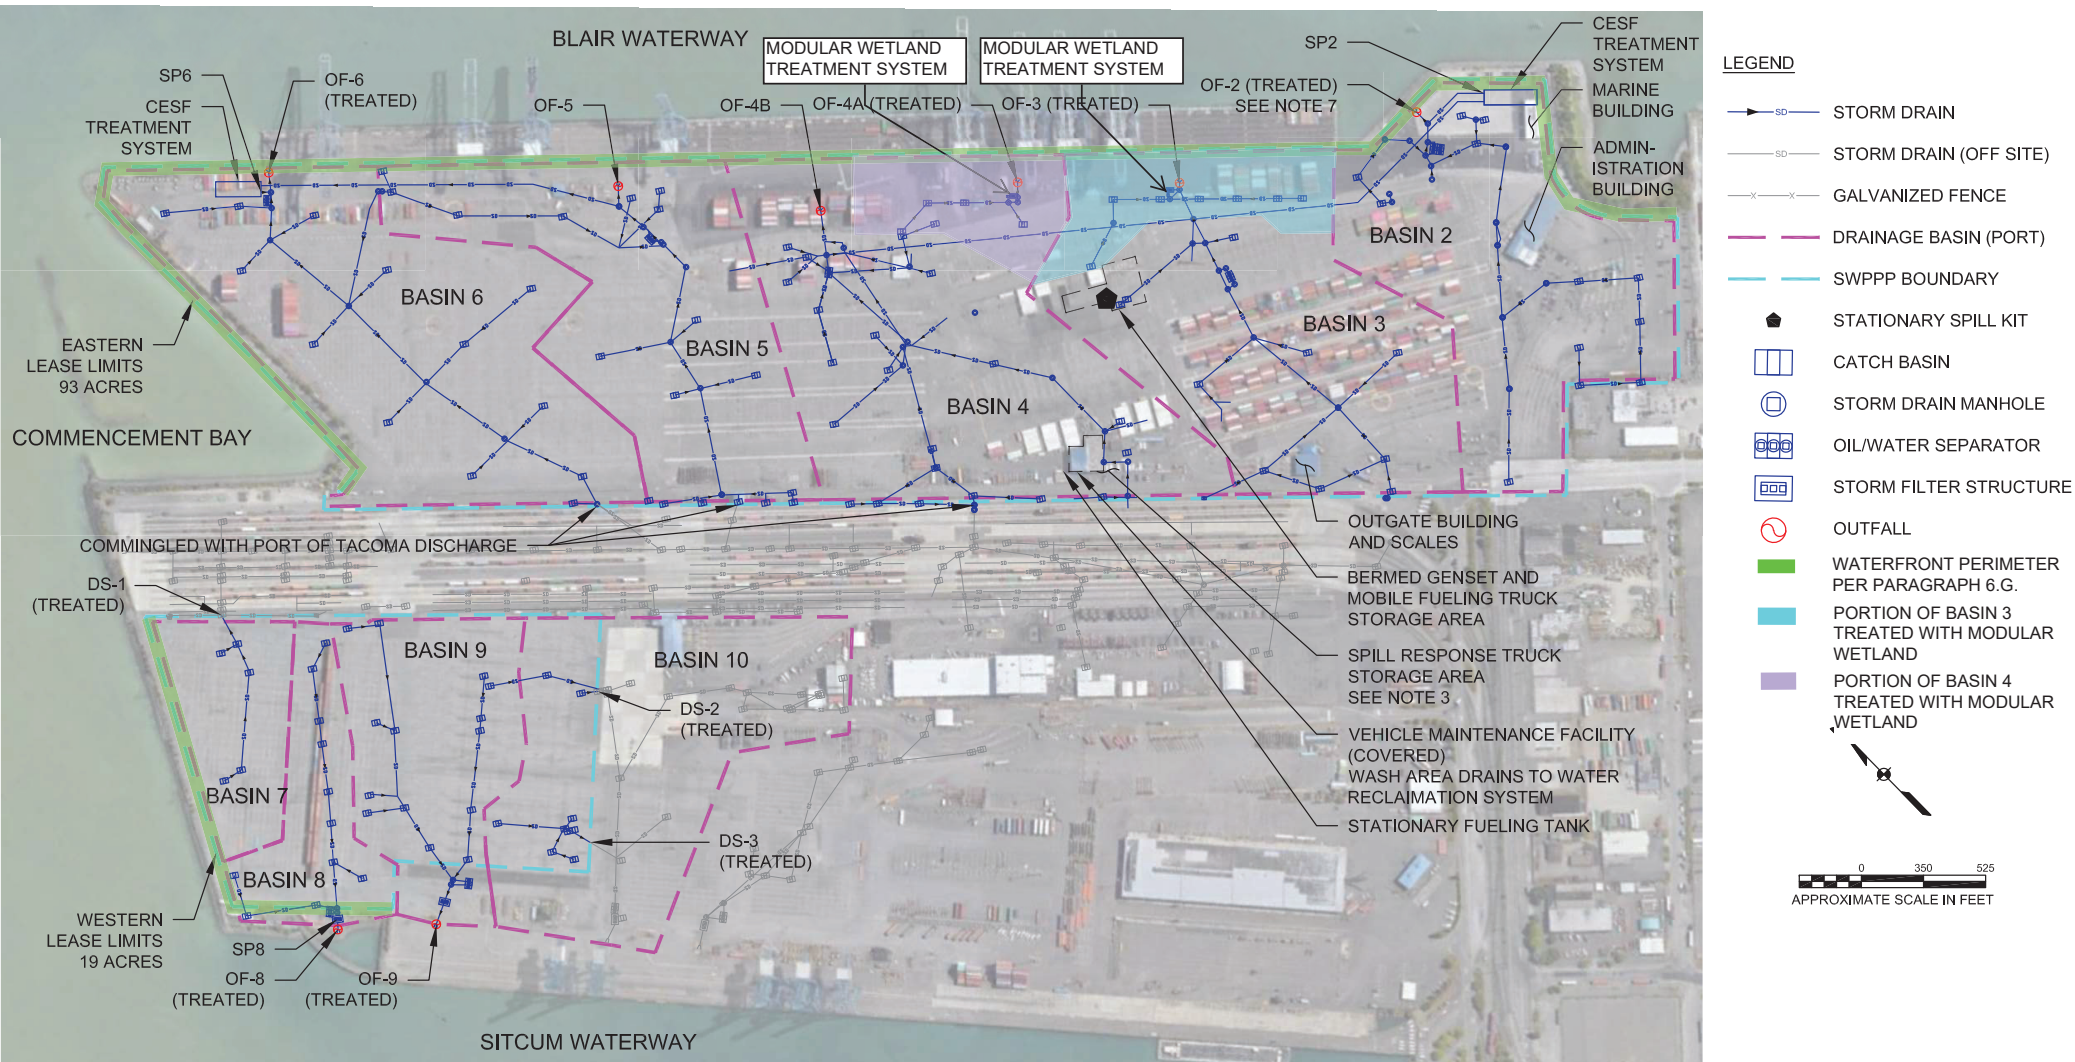 BLAIR WATERWAY
MODULAR WETLAND
TREATMENT SYSTEM
MODULAR WETLAND
TREATMENT SYSTEM
SP6
OF-6
(TREATED)
CESF
TREATMENT
SYSTEM
OF-5
OF-4B
OF-4A (TREATED)
OF-3 (TREATED)
SP2
OF-2 (TREATED)
SEE NOTE 7
CESF
TREATMENT
SYSTEM
MARINE
BUILDING
ADMIN-
ISTRATION
BUILDING
BASIN 6
BASIN 5
BASIN 4
BASIN 3
BASIN 2
EASTERN
LEASE LIMITS
93 ACRES
COMMENCEMENT BAY
COMMINGLED WITH PORT OF TACOMA DISCHARGE
DS-1
(TREATED)
BASIN 7
BASIN 8
BASIN 9
BASIN 10
DS-2
(TREATED)
DS-3
(TREATED)
WESTERN
LEASE LIMITS
19 ACRES
SP8
OF-8
(TREATED)
OF-9
(TREATED)
SITCUM WATERWAY
OUTGATE BUILDING
AND SCALES
BERMED GENSET AND
MOBILE FUELING TRUCK
STORAGE AREA
SPILL RESPONSE TRUCK
STORAGE AREA
SEE NOTE 3
VEHICLE MAINTENANCE FACILITY
(COVERED)
WASH AREA DRAINS TO WATER
RECLAIMATION SYSTEM
STATIONARY FUELING TANK
LEGEND
SD STORM DRAIN
SD STORM DRAIN (OFF SITE)
GALVANIZED FENCE
DRAINAGE BASIN (PORT)
SWPPP BOUNDARY
STATIONARY SPILL KIT
CATCH BASIN
STORM DRAIN MANHOLE
OIL/WATER SEPARATOR
STORM FILTER STRUCTURE
OUTFALL
WATERFRONT PERIMETER
PER PARAGRAPH 6.G.
PORTION OF BASIN 3
TREATED WITH MODULAR
WETLAND
PORTION OF BASIN 4
TREATED WITH MODULAR
WETLAND
0 350 525
APPROXIMATE SCALE IN FEET